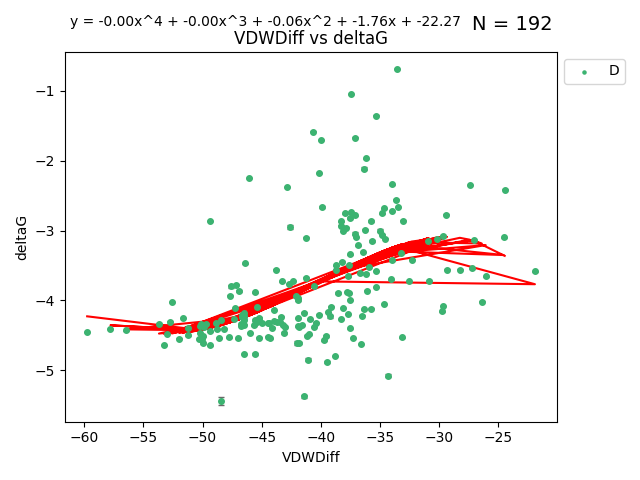 y = -0.00x^4 + -0.00x^3 + -0.06x^2 + -1.76x + -22.27
N = 192
VDWDiff vs deltaG
D
deltaG
−1
−2
−3
−4
−5
−60 −55 −50 −45 −40 −35 −30 −25
VDWDiff